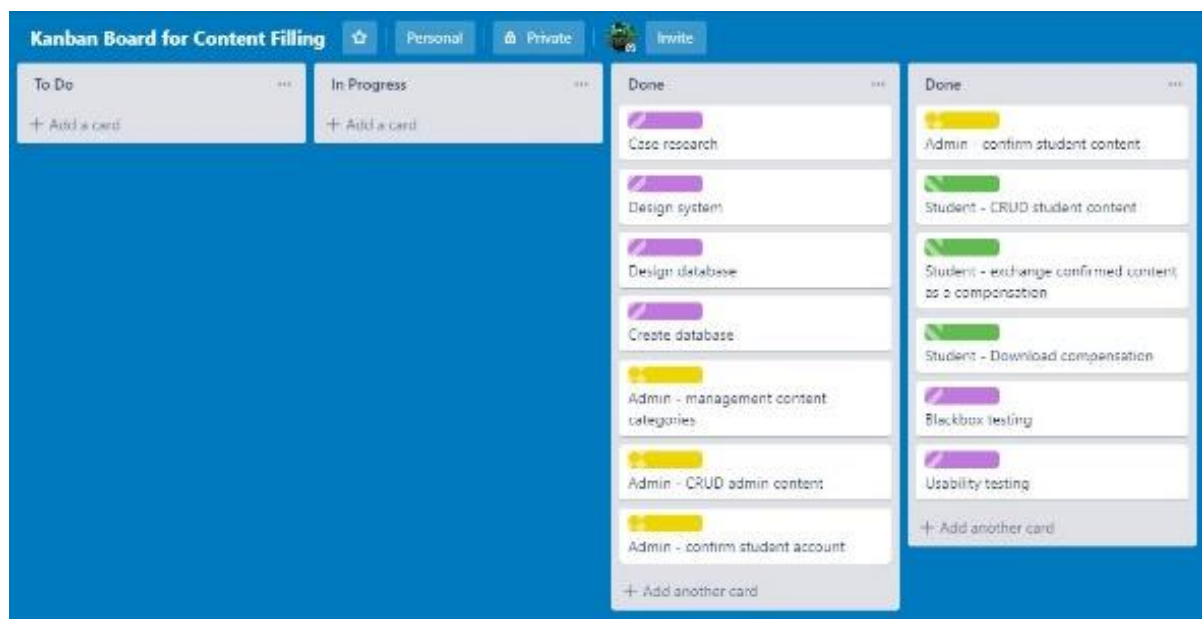 Kanban Board for Content Filling Personal Private Invite
To Do
+ Add a card
In Progress
+ Add a card
Done
Case research
Design system
Design database
Create database
Admin - management content
categories
Admin - CRUD admin content
Admin - confirm student account
+ Add another card
Done
Admin - confirm student content
Student - CRUD student content
Student - exchange confirmed content
as a compensation
Student - Download compensation
Blackbox testing
Usability testing
+ Add another card